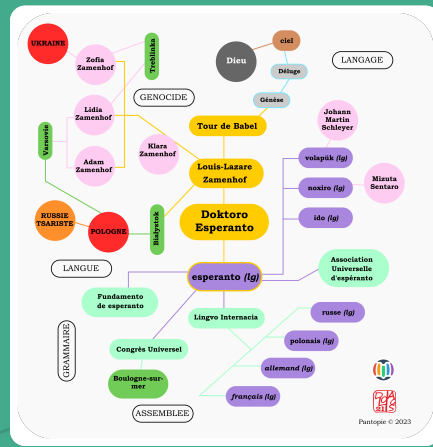 UKRAINE
Zofia
Zamenhof
Treblinka
Dieu
ciel
Déluge
Génèse
LANGAGE
GENOCIDE
Lidia
Zamenhof
Tour de Babel
Johann
Martin
Schleyer
Varsovie
Klara
Zamenhof
Adam
Zamenhof
Louis-Lazare
Zamenhof
volapük (lg)
noxiro (lg)
Mizuta
Sentaro
RUSSIE
TSARISTE
POLOGNE
Bialystok
Doktoro
Esperanto
ido (lg)
LANGUE
esperanto (lg)
Association
Universelle
d'espéranto
Fundamento
de esperanto
Lingvo Internacia
russe (lg)
GRAMMAIRE
Congrès Universel
polonais (lg)
Boulogne-sur-
mer
allemand (lg)
français (lg)
ASSEMBLEE
Pantopie © 2023